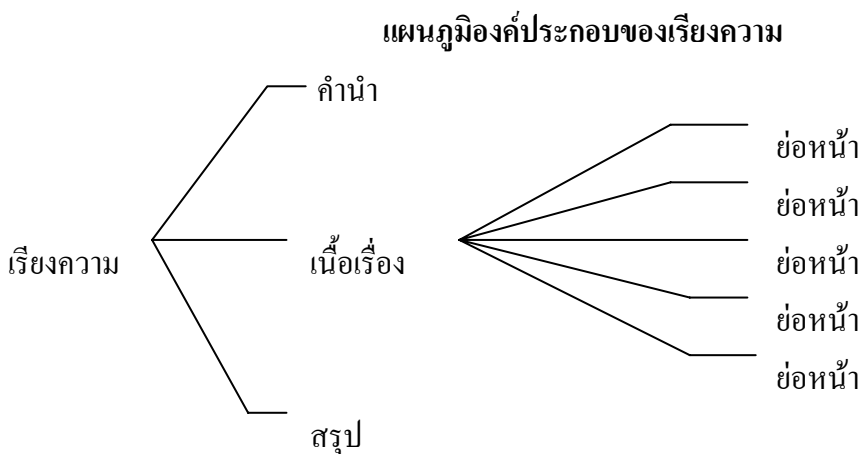 แผนภูมิองค์ประกอบของเรียงความ
คำนำ
ย่อหน้า
ย่อหน้า
เรียงความ
เนื้อเรื่อง
ย่อหน้า
ย่อหน้า
ย่อหน้า
สรุป